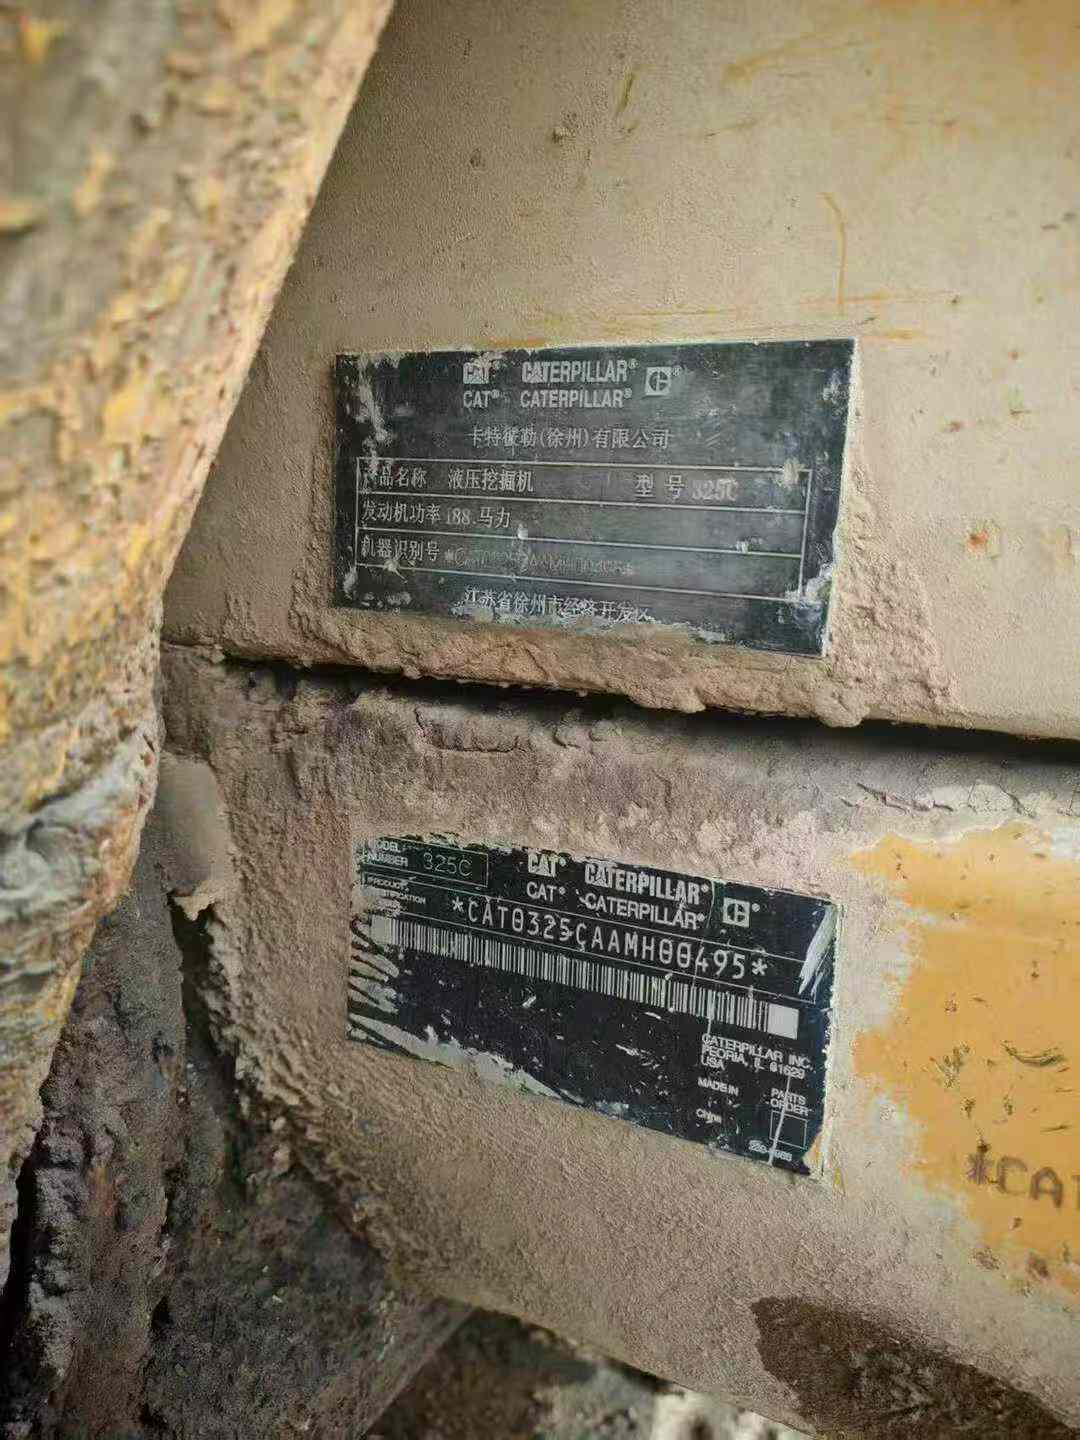 CAT® CATERPILLAR®
CAT® CATERPILLAR®
卡特彼勒(徐州)有限公司
产品名称 液压挖掘机 型号 325C
发动机功率 188.马力
机器识别号
江苏省徐州市经济开发区
MODEL NUMBER 325C
CAT® CATERPILLAR®
CAT® CATERPILLAR®
PRODUCT IDENTIFICATION
*CAT0325CAAMH00495*
CATERPILLAR INC.
PEORIA, IL 61629
USA
MADE IN
China
PARTS ORDER
*CAT